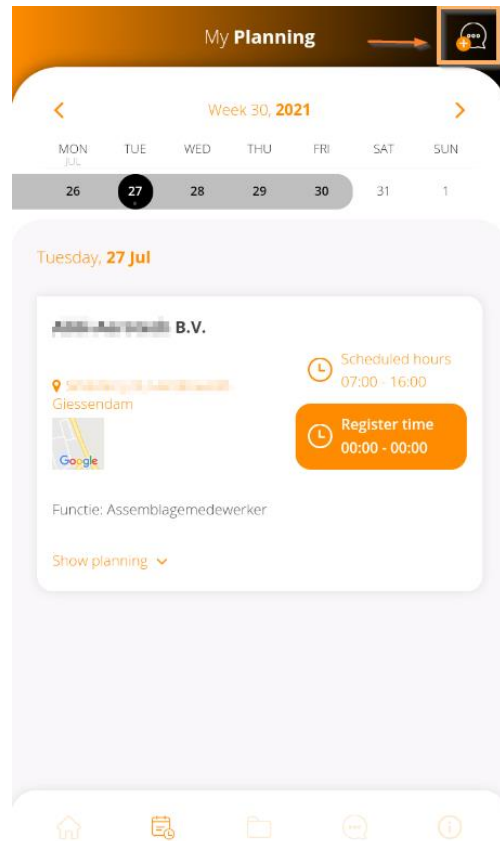 My Planning
Week 30, 2021
MON TUE WED THU FRI SAT SUN
JUL
26 27 28 29 30 31 1
Tuesday, 27 Jul
B.V.
Scheduled hours
07:00 - 16:00
Giessendam
Register time
00:00 - 00:00
Google
Functie: Assemblagemedewerker
Show planning